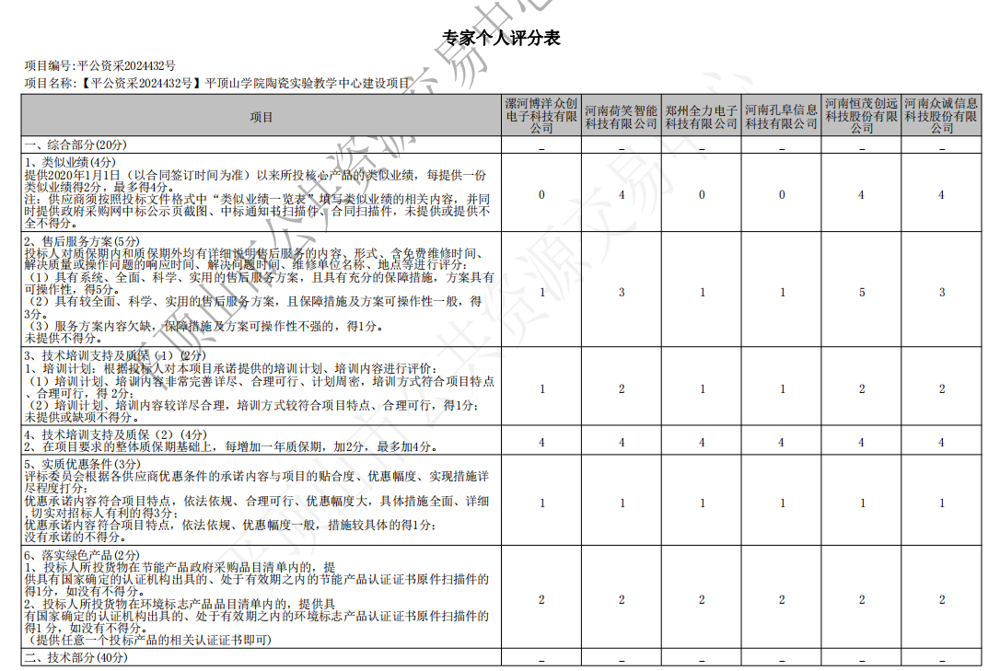 专家个人评分表
项目编号:平公资采2024432号
项目名称:【平公资采2024432号】平顶山学院陶瓷实验教学中心建设项目
项目
漯河博洋众创
电子科技有限
公司
河南荷笑智能
科技有限公司
郑州全力电子
科技有限公司
河南孔阜信息
科技有限公司
河南恒茂创远
科技股份有限
公司
河南众诚信息
科技股份有限
公司
一、综合部分(20分) – – – – – –
1、类似业绩(4分)
提供2020年1月1日（以合同签订时间为准）以来所投核心产品的类似业绩，每提供一份
类似业绩得2分，最多得4分。
注：供应商须按照投标文件格式中“类似业绩一览表”填写类似业绩的相关内容，并同
时提供政府采购网中标公示页截图、中标通知书扫描件、合同扫描件，未提供或提供不
全不得分。
0 4 0 0 4 4
2、售后服务方案(5分)
投标人对质保期内和质保期外均有详细说明售后服务的内容、形式、含免费维修时间、
解决质量或操作问题的响应时间、解决问题时间、维修单位名称、地点等进行评分：
（1）具有系统、全面、科学、实用的售后服务方案，且具有充分的保障措施，方案具有
可操作性，得5分。
（2）具有较全面、科学、实用的售后服务方案，且保障措施及方案可操作性一般，得
3分。
（3）服务方案内容欠缺，保障措施及方案可操作性不强的，得1分。
未提供不得分。
1 3 1 1 5 3
3、技术培训支持及质保（1）(2分)
1、培训计划：根据投标人对本项目承诺提供的培训计划、培训内容进行评价：
（1）培训计划、培训内容非常完善详尽、合理可行、计划周密，培训方式符合项目特点
、合理可行，得 2分；
（2）培训计划、培训内容较详尽合理，培训方式较符合项目特点、合理可行，得1分；
未提供或缺项不得分。
1 2 1 1 2 2
4、技术培训支持及质保（2）(4分)
2、在项目要求的整体质保期基础上，每增加一年质保期，加2分，最多加4分。
4 4 4 4 4 4
5、实质优惠条件(3分)
评标委员会根据各供应商优惠条件的承诺内容与项目的贴合度、优惠幅度、实现措施详
尽程度打分：
优惠承诺内容符合项目特点，依法依规、合理可行、优惠幅度大，具体措施全面、详细
,切实对招标人有利的得3分；
优惠承诺内容符合项目特点，依法依规、优惠幅度一般，措施较具体的得1分；
没有承诺的不得分。
1 1 1 1 1 1
6、落实绿色产品(2分)
1、投标人所投货物在节能产品政府采购品目清单内的，提
供具有国家确定的认证机构出具的、处于有效期之内的节能产品认证证书原件扫描件的
得1分，如没有不得分。
2、投标人所投货物在环境标志产品品目清单内的，提供具
有国家确定的认证机构出具的、处于有效期之内的环境标志产品认证证书原件扫描件的
得1 分，如没有不得分。
（提供任意一个投标产品的相关认证证书即可)
2 2 2 2 2 2
二、技术部分(40分) – – – – – –
平顶山市公共资源交易中心
平顶山市公共资源交易中心